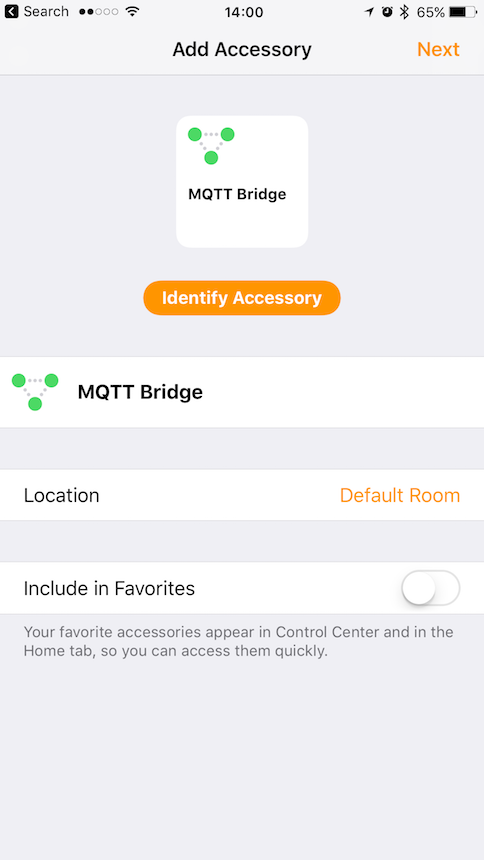 Search 14:00 65%
Add Accessory Next
MQTT Bridge
Identify Accessory
MQTT Bridge
Location Default Room
Include in Favorites
Your favorite accessories appear in Control Center and in the
Home tab, so you can access them quickly.